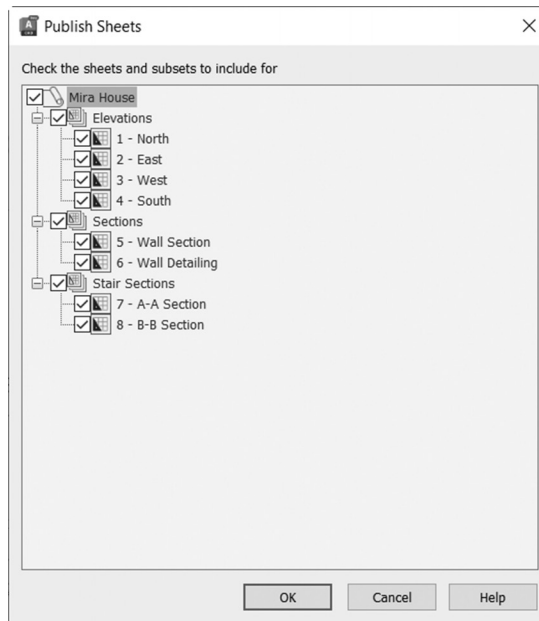 Publish Sheets
Check the sheets and subsets to include for
Mira House
Elevations
1 - North
2 - East
3 - West
4 - South
Sections
5 - Wall Section
6 - Wall Detailing
Stair Sections
7 - A-A Section
8 - B-B Section
OK Cancel Help